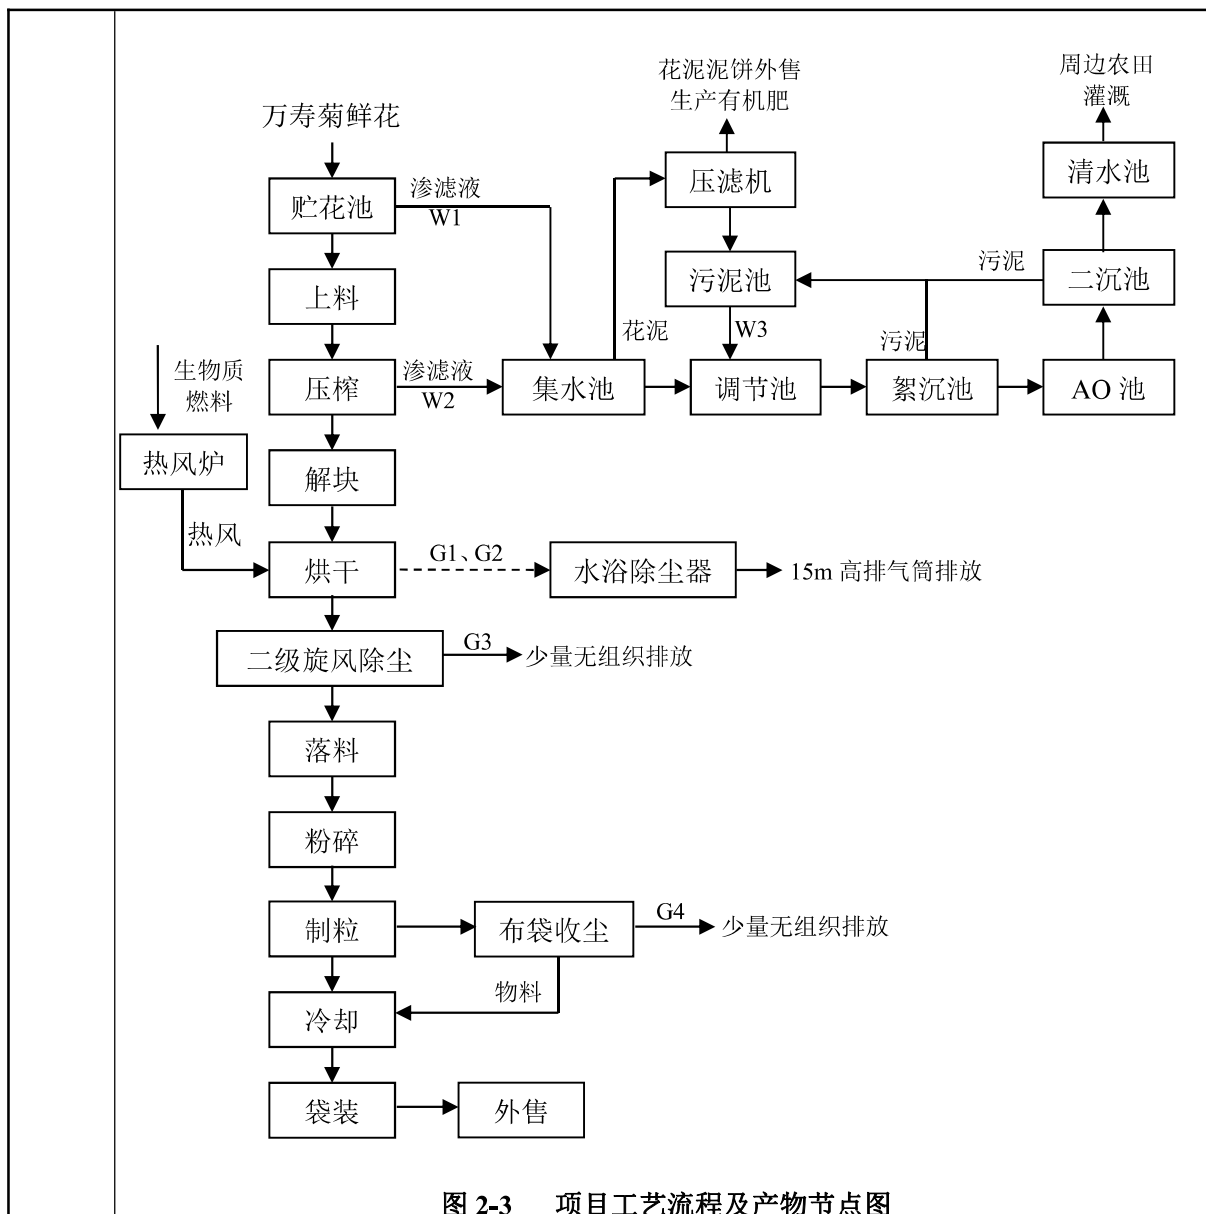 花泥泥饼外售
生产有机肥
周边农田
灌溉
万寿菊鲜花
压滤机
清水池
贮花池
渗滤液
W1
污泥池
污泥
二沉池
上料
花泥
W3
污泥
生物质
燃料
压榨
渗滤液
W2
集水池
调节池
絮沉池
AO 池
热风炉
解块
热风
烘干
G1、G2
水浴除尘器
15m 高排气筒排放
二级旋风除尘
G3
少量无组织排放
落料
粉碎
制粒
布袋收尘
G4
少量无组织排放
物料
冷却
袋装
外售
图 2-3 项目工艺流程及产物节点图